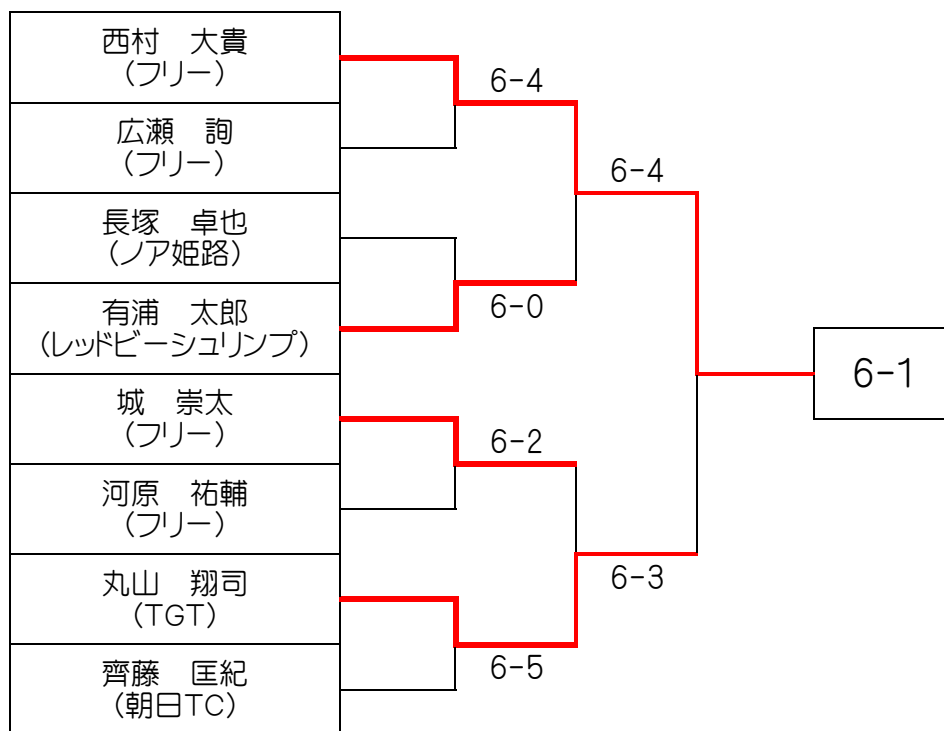 西村　大貴
(フリー)
広瀬　詢
(フリー)
長塚　卓也
(ノア姫路)
有浦　太郎
(レッドビーシュリンプ)
城　崇太
(フリー)
河原　祐輔
(フリー)
丸山　翔司
(TGT)
齊藤　匡紀
(朝日TC)
6-4
6-0
6-2
6-5
6-4
6-3
6-1